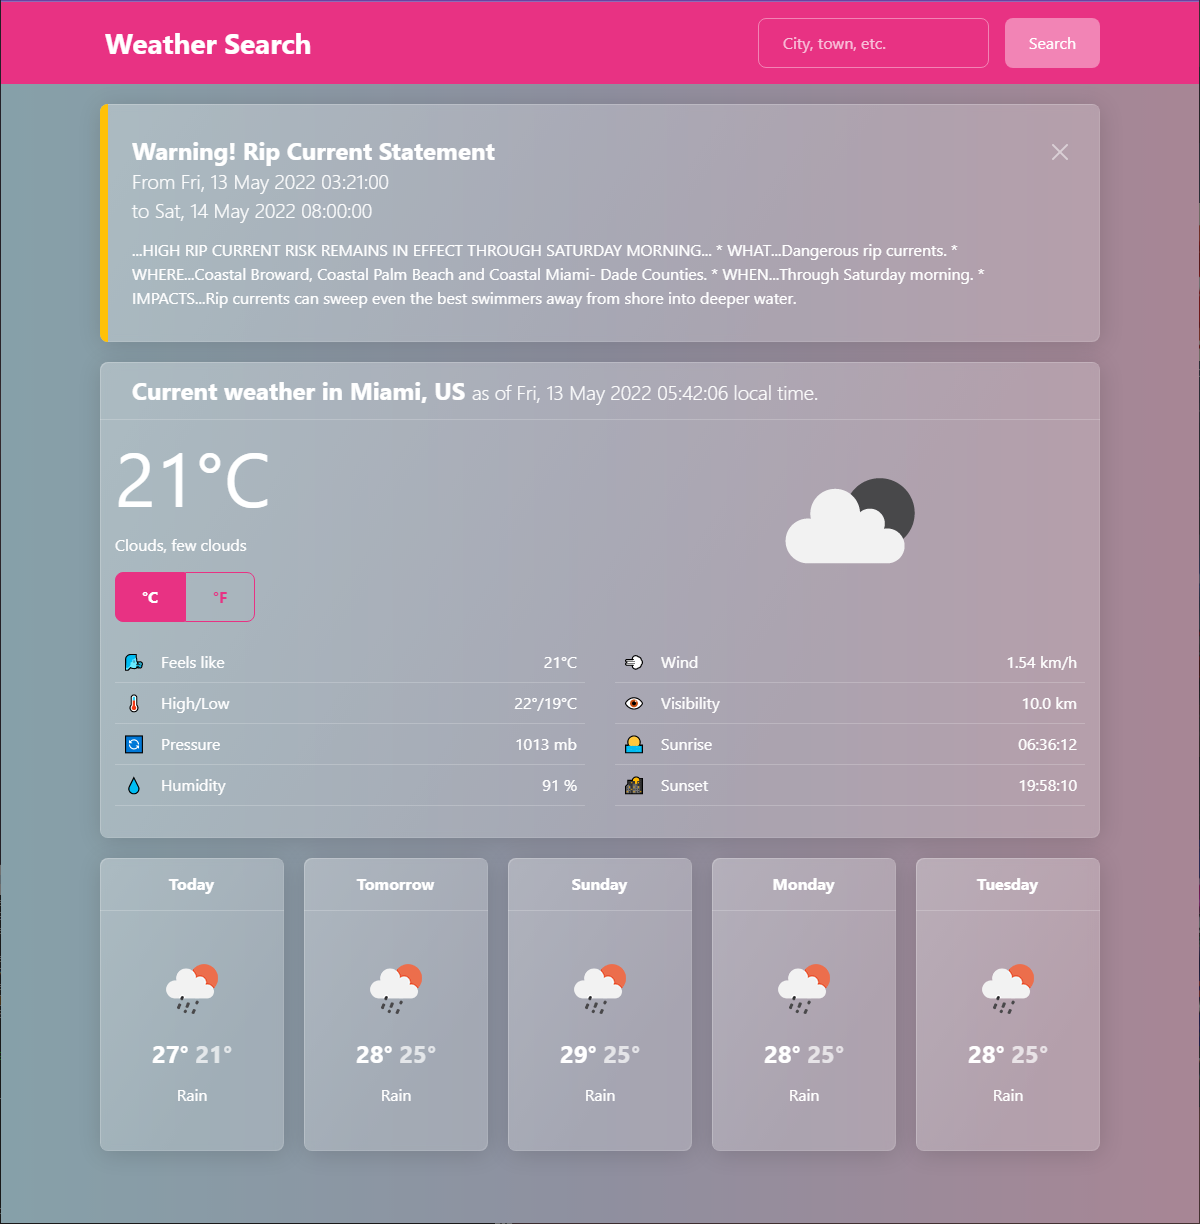 Weather Search
City, town, etc.
Search
Warning! Rip Current Statement
From Fri, 13 May 2022 03:21:00
to Sat, 14 May 2022 08:00:00
...HIGH RIP CURRENT RISK REMAINS IN EFFECT THROUGH SATURDAY MORNING... * WHAT...Dangerous rip currents. *
WHERE...Coastal Broward, Coastal Palm Beach and Coastal Miami- Dade Counties. * WHEN...Through Saturday morning. *
IMPACTS...Rip currents can sweep even the best swimmers away from shore into deeper water.
Current weather in Miami, US as of Fri, 13 May 2022 05:42:06 local time.
21°C
Clouds, few clouds
°C
°F
Feels like 21°C
High/Low 22°/19°C
Pressure 1013 mb
Humidity 91 %
Wind 1.54 km/h
Visibility 10.0 km
Sunrise 06:36:12
Sunset 19:58:10
Today
27° 21°
Rain
Tomorrow
28° 25°
Rain
Sunday
29° 25°
Rain
Monday
28° 25°
Rain
Tuesday
28° 25°
Rain